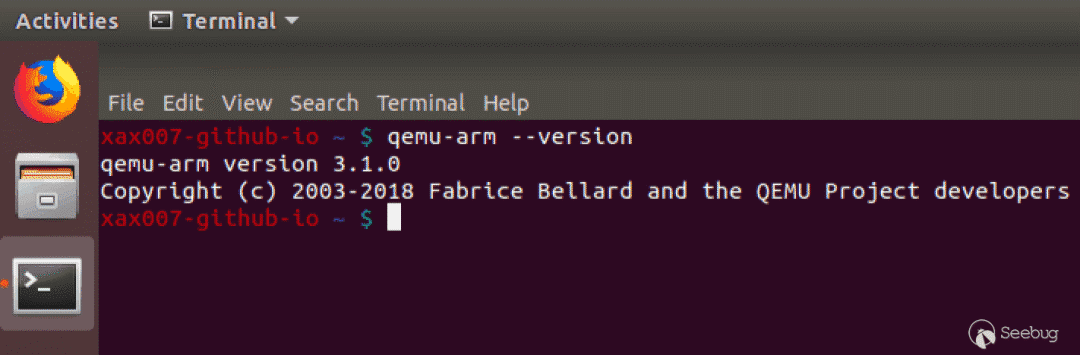 Activities Terminal
File Edit View Search Terminal Help
xax007-github-io ~ $ qemu-arm --version
qemu-arm version 3.1.0
Copyright (c) 2003-2018 Fabrice Bellard and the QEMU Project developers
xax007-github-io ~ $
Seebug